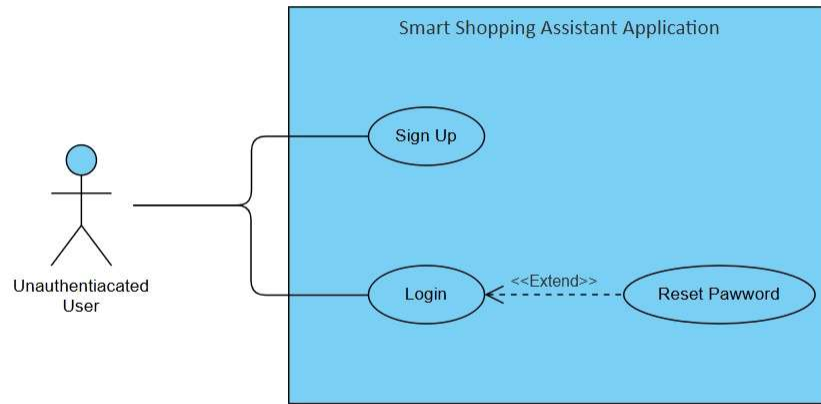 Smart Shopping Assistant Application
Sign Up
Unauthentiacated
User
Login
<<Extend>>
Reset Pawword